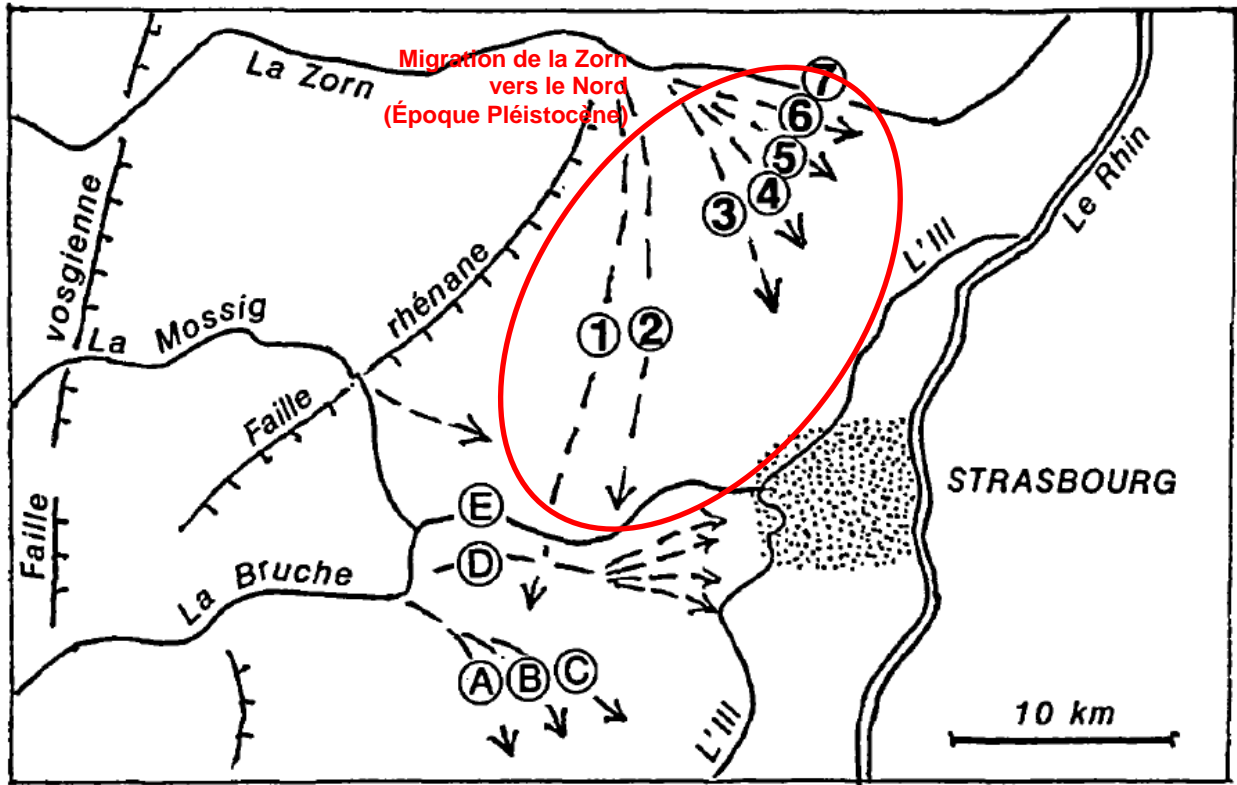 La Zorn
Migration de la Zorn
vers le Nord
(Époque Pléistocène)
7
6
5
4
3
1
2
vosgienne
Faille
rhénane
Faille
La Mossig
La Bruche
L'Ill
Le Rhin
STRASBOURG
E
D
A
B
C
L'Ill
10 km